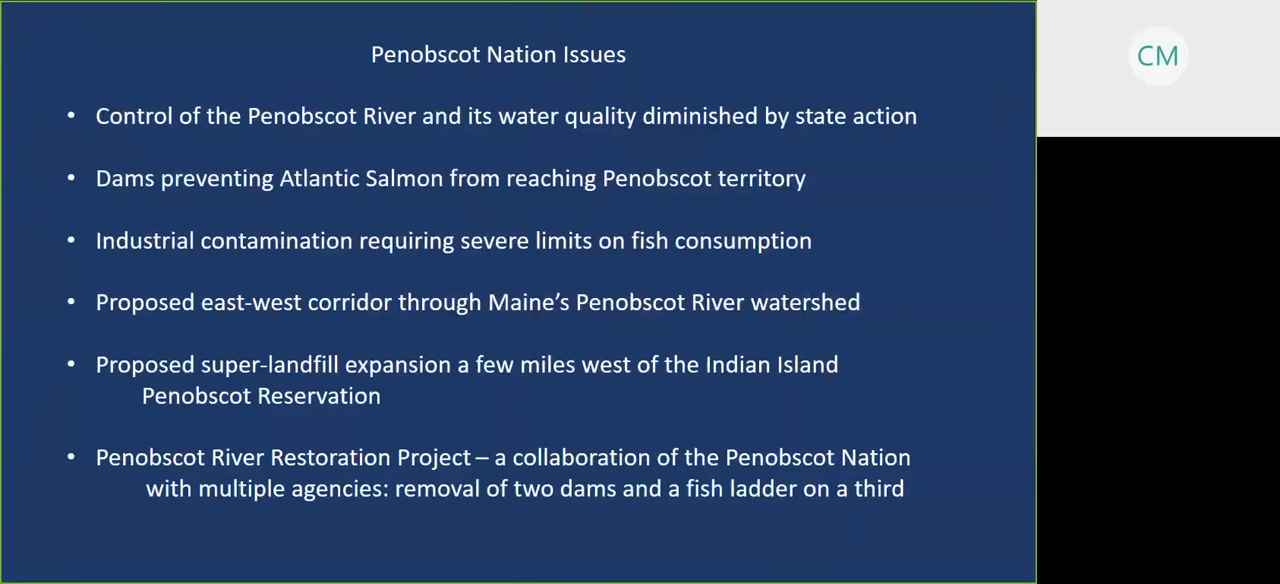 Penobscot Nation Issues
CM
• Control of the Penobscot River and its water quality diminished by state action
• Dams preventing Atlantic Salmon from reaching Penobscot territory
• Industrial contamination requiring severe limits on fish consumption
• Proposed east-west corridor through Maine’s Penobscot River watershed
• Proposed super-landfill expansion a few miles west of the Indian Island
Penobscot Reservation
• Penobscot River Restoration Project – a collaboration of the Penobscot Nation
with multiple agencies: removal of two dams and a fish ladder on a third